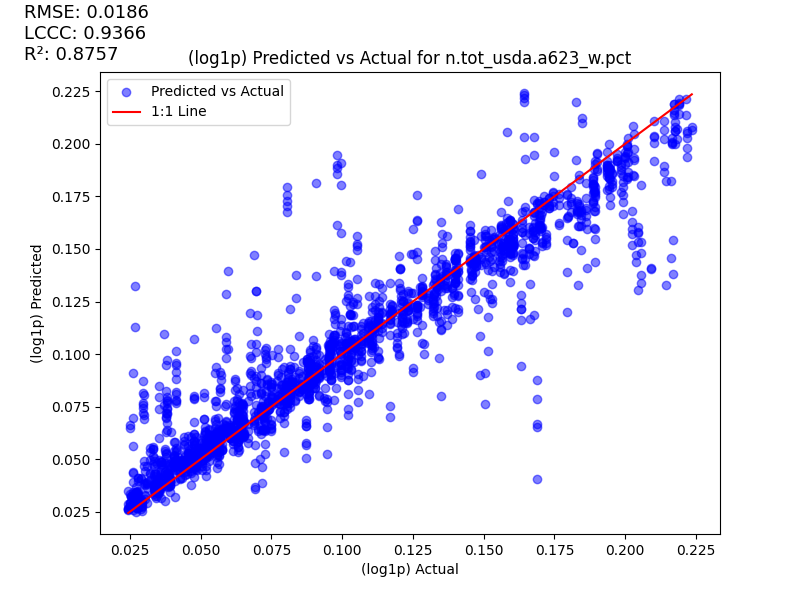 RMSE: 0.0186
LCCC: 0.9366
R²: 0.8757
(log1p) Predicted vs Actual for n.tot_usda.a623_w.pct
Predicted vs Actual
1:1 Line
0.225
0.200
0.175
0.150
0.125
0.100
0.075
0.050
0.025
(log1p) Predicted
0.025 0.050 0.075 0.100 0.125 0.150 0.175 0.200 0.225
(log1p) Actual